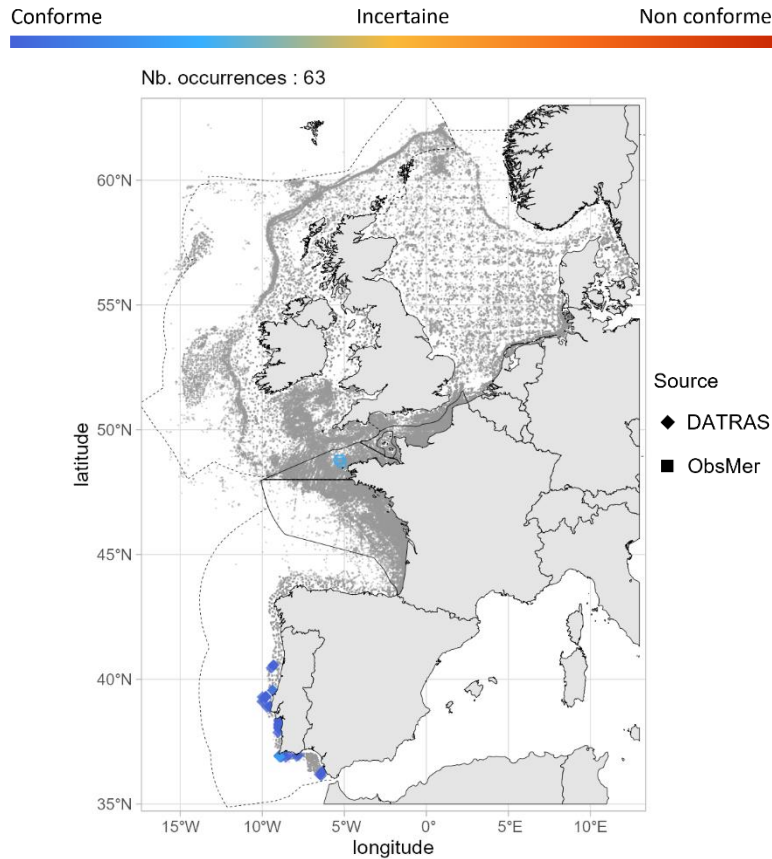 Conforme Incertaine Non conforme
Nb. occurrences : 63
60°N
55°N
50°N
45°N
40°N
35°N
latitude
15°W 10°W 5°W 0° 5°E 10°E
longitude
Source
DATRAS
ObsMer